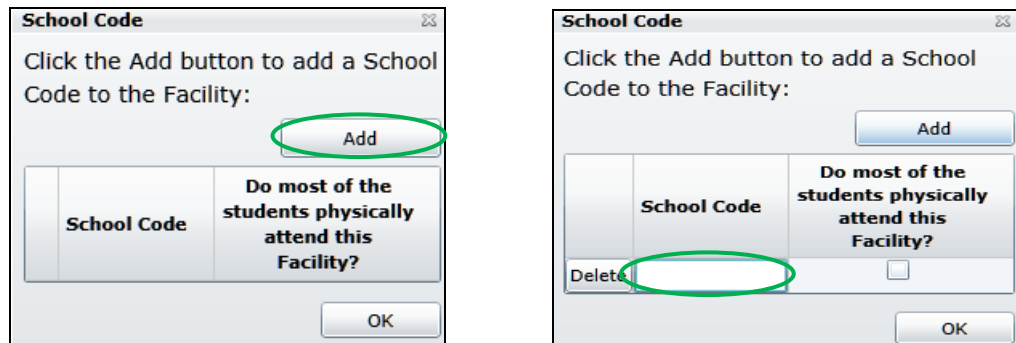 School Code
Click the Add button to add a School
Code to the Facility:
Add
School Code
Do most of the
students physically
attend this
Facility?
OK
School Code
Click the Add button to add a School
Code to the Facility:
Add
School Code
Do most of the
students physically
attend this
Facility?
Delete
OK